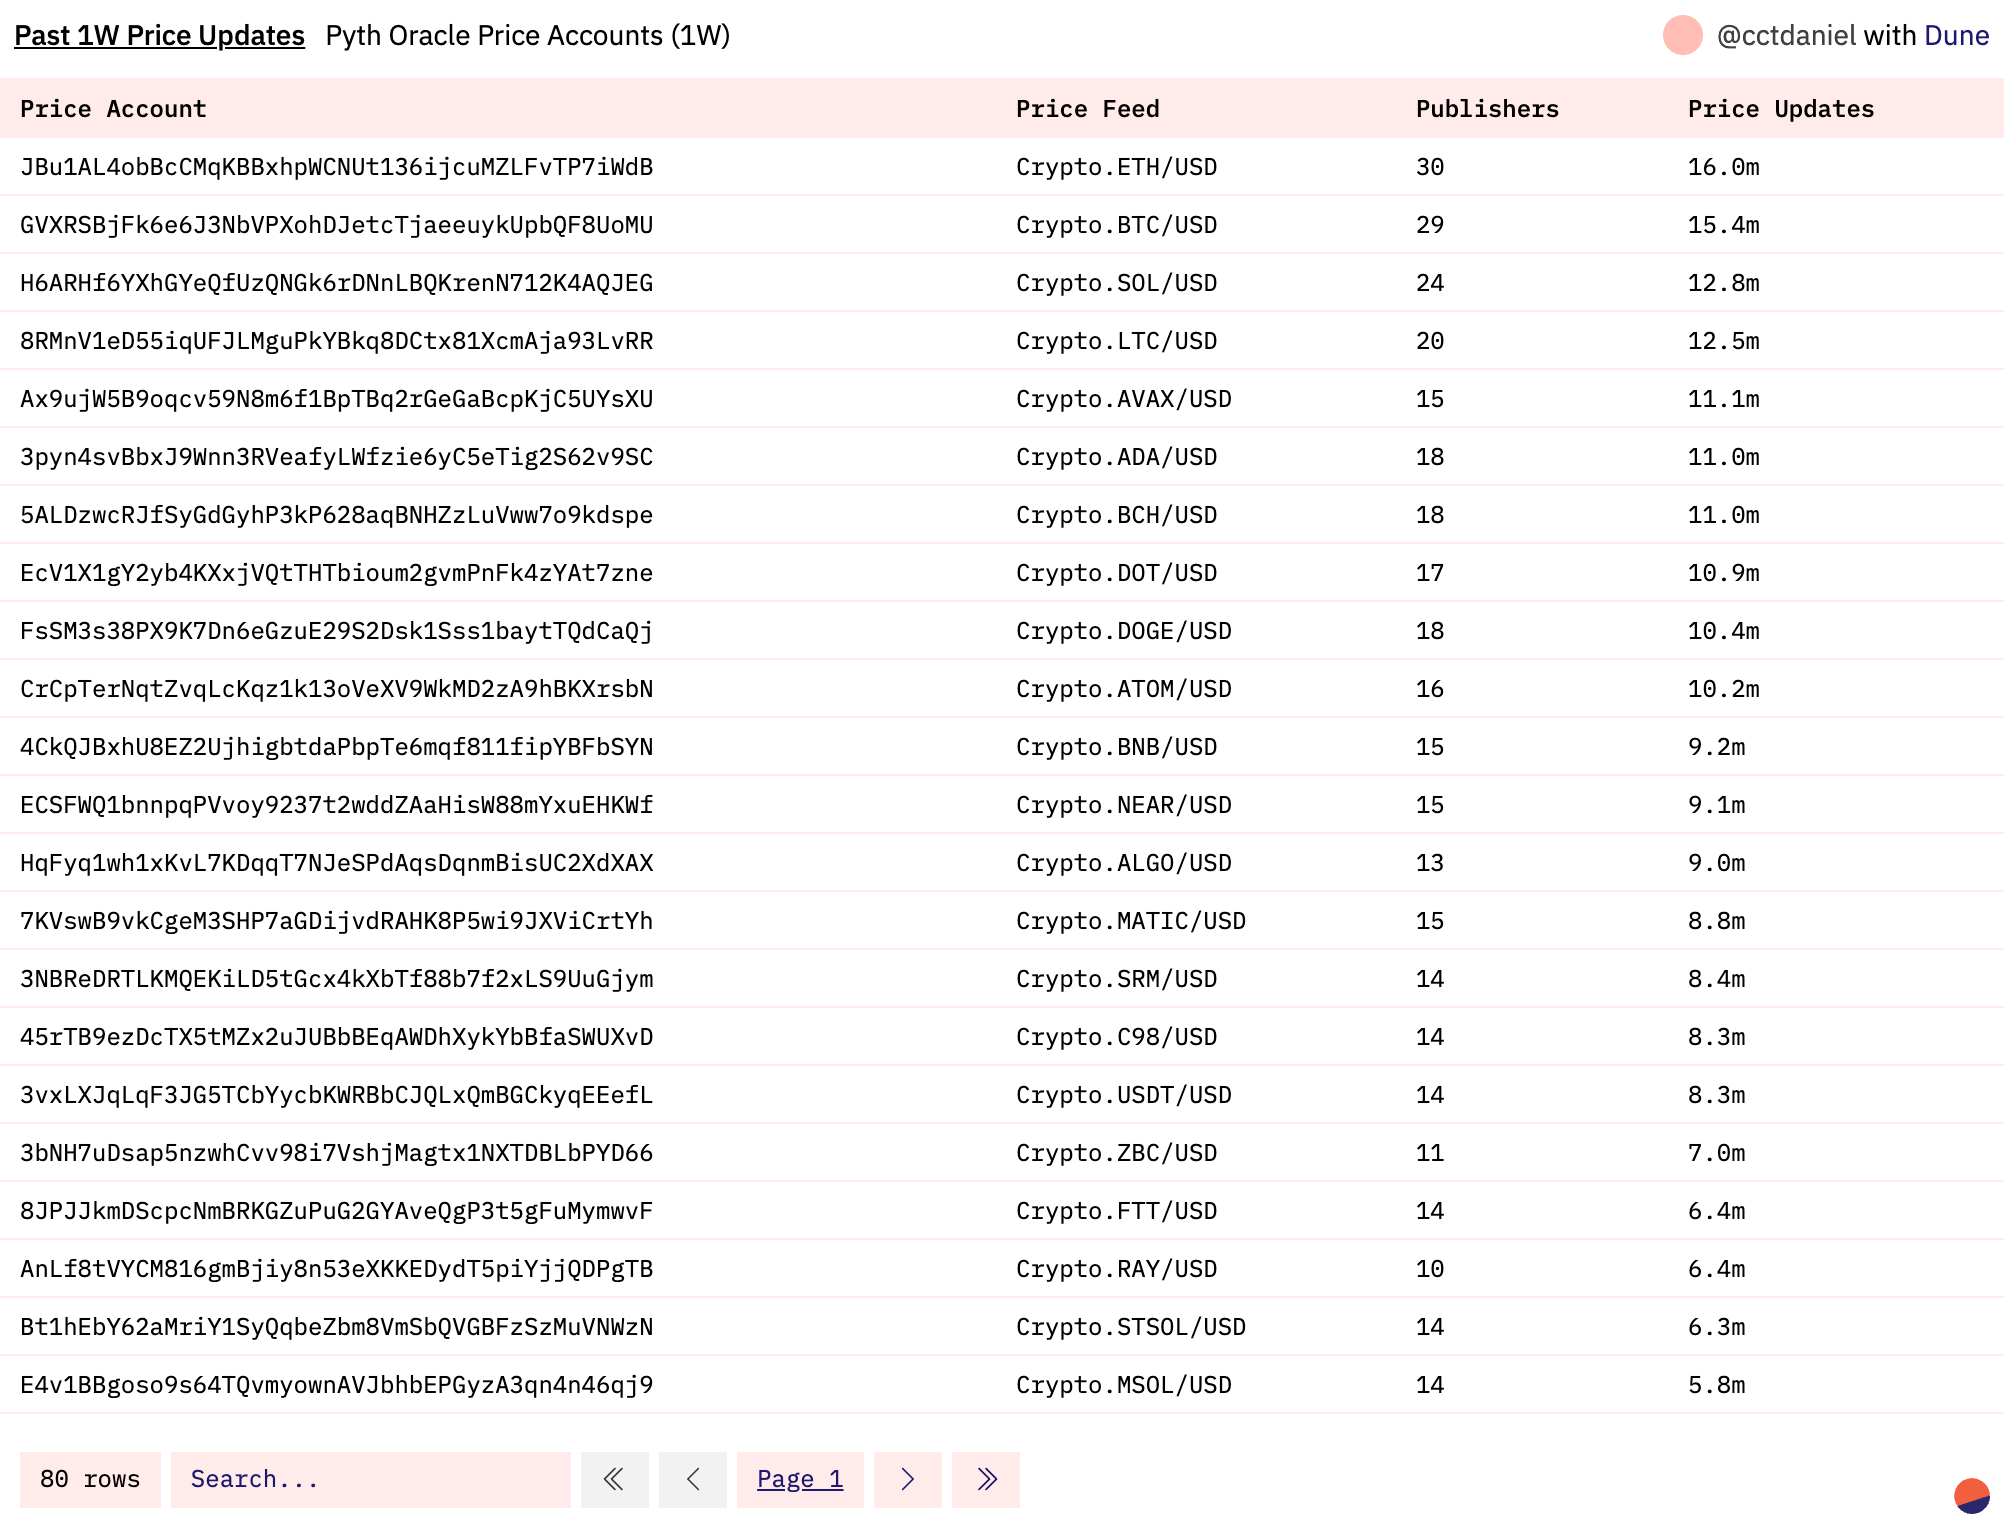 Past 1W Price Updates Pyth Oracle Price Accounts (1W) @cctdaniel with Dune
Price Account Price Feed Publishers Price Updates
JBu1AL4obBcCMqKBBxhpWCNUt136ijcuMZLFvTP7iWdB Crypto.ETH/USD 30 16.0m
GVXRSBjFk6e6J3NbVPXohDJetcTjaeeuykUpbQF8UoMU Crypto.BTC/USD 29 15.4m
H6ARHf6YXhGYeQfUzQNGk6rDNnLBQKrenN712K4AQJEG Crypto.SOL/USD 24 12.8m
8RMnV1eD55iqUFJLMguPkYBkq8DCtx81XcmAja93LvRR Crypto.LTC/USD 20 12.5m
Ax9ujW5B9oqcv59N8m6f1BpTBq2rGeGaBcpKjC5UYsXU Crypto.AVAX/USD 15 11.1m
3pyn4svBbxJ9Wnn3RVeafyLWfzie6yC5eTig2S62v9SC Crypto.ADA/USD 18 11.0m
5ALDzwcRJfSyGdGyhP3kP628aqBNHZzLuVww7o9kdspe Crypto.BCH/USD 18 11.0m
EcV1X1gY2yb4KXxjVQtTHTbioum2gvmPnFk4zYAt7zne Crypto.DOT/USD 17 10.9m
FsSM3s38PX9K7Dn6eGzuE29S2Dsk1Sss1baytTQdCaQj Crypto.DOGE/USD 18 10.4m
CrCpTerNqtZvqLcKqz1k13oVeXV9WkMD2zA9hBKXrsbN Crypto.ATOM/USD 16 10.2m
4CkQJBxhU8EZ2UjhigbtdaPbpTe6mqf811fipYBFbSYN Crypto.BNB/USD 15 9.2m
ECSFWQ1bnnpqPVvoy9237t2wddZAaHisW88mYxuEHKWf Crypto.NEAR/USD 15 9.1m
HqFyq1wh1xKvL7KDqqT7NJeSPdAqsDqnmBisUC2XdXAX Crypto.ALGO/USD 13 9.0m
7KVswB9vkCgeM3SHP7aGDijvdRAHK8P5wi9JXViCrtYh Crypto.MATIC/USD 15 8.8m
3NBReDRTLKMQEKiLD5tGcx4kXbTf88b7f2xLS9UuGjym Crypto.SRM/USD 14 8.4m
45rTB9ezDcTX5tMZx2uJUBbBEqAWDhXykYbBfaSWUXvD Crypto.C98/USD 14 8.3m
3vxLXJqLqF3JG5TCbYycbKWRBbCJQLxQmBGCkyqEEefL Crypto.USDT/USD 14 8.3m
3bNH7uDsap5nzwhCvv98i7VshjMagtx1NXTDBLbPYD66 Crypto.ZBC/USD 11 7.0m
8JPJJkmDScpcNmBRKGZuPuG2GYAveQgP3t5gFuMymwvF Crypto.FTT/USD 14 6.4m
AnLf8tVYCM816gmBjiy8n53eXKKEDydT5piYjjQDPgTB Crypto.RAY/USD 10 6.4m
Bt1hEbY62aMriY1SyQqbeZbm8VmSbQVGBFzSzMuVNWzN Crypto.STSOL/USD 14 6.3m
E4v1BBgoso9s64TQvmyownAVJbhbEPGyzA3qn4n46qj9 Crypto.MSOL/USD 14 5.8m
80 rows Search... Page 1